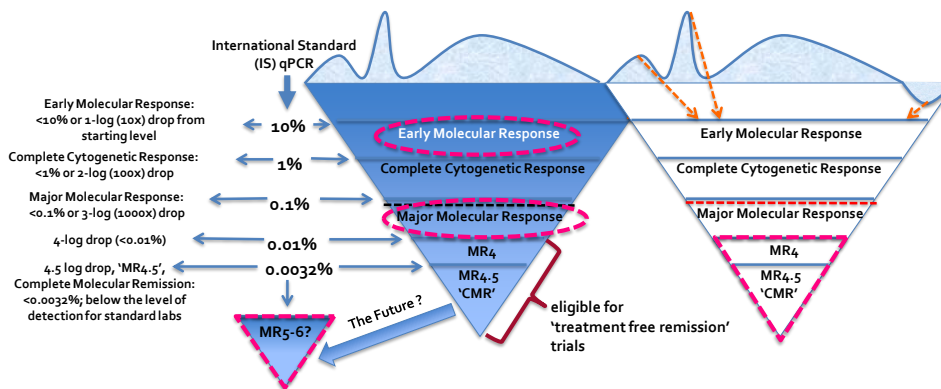 International Standard
(IS) qPCR
Early Molecular Response:
<10% or 1-log (10x) drop from
starting level
10%
Early Molecular Response
Early Molecular Response
Complete Cytogenetic Response:
<1% or 2-log (100x) drop
1%
Complete Cytogenetic Response
Complete Cytogenetic Response
Major Molecular Response:
<0.1% or 3-log (1000x) drop
0.1%
Major Molecular Response
Major Molecular Response
4-log drop (<0.01%)
0.01%
MR4
MR4
4.5 log drop, ‘MR4.5’,
Complete Molecular Remission:
<0.0032%; below the level of
detection for standard labs
0.0032%
MR4.5
‘CMR’
MR4.5
‘CMR’
eligible for
‘treatment free remission’
trials
The Future ?
MR5-6?